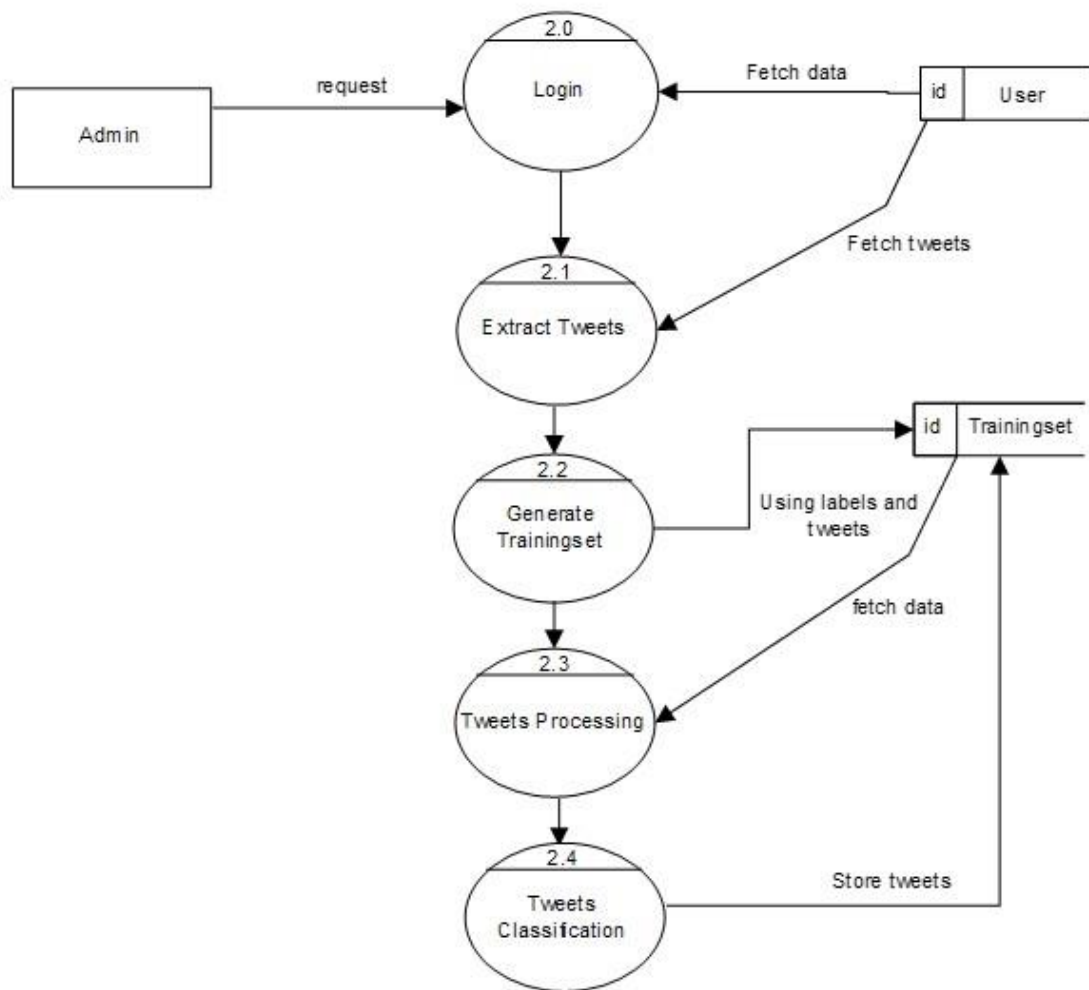 2.0
Login
request
Fetch data
id
User
Admin
Fetch tweets
2.1
Extract Tweets
id
Trainingset
2.2
Generate
Trainingset
Using labels and
tweets
fetch data
2.3
Tweets Processing
2.4
Tweets
Classification
Store tweets